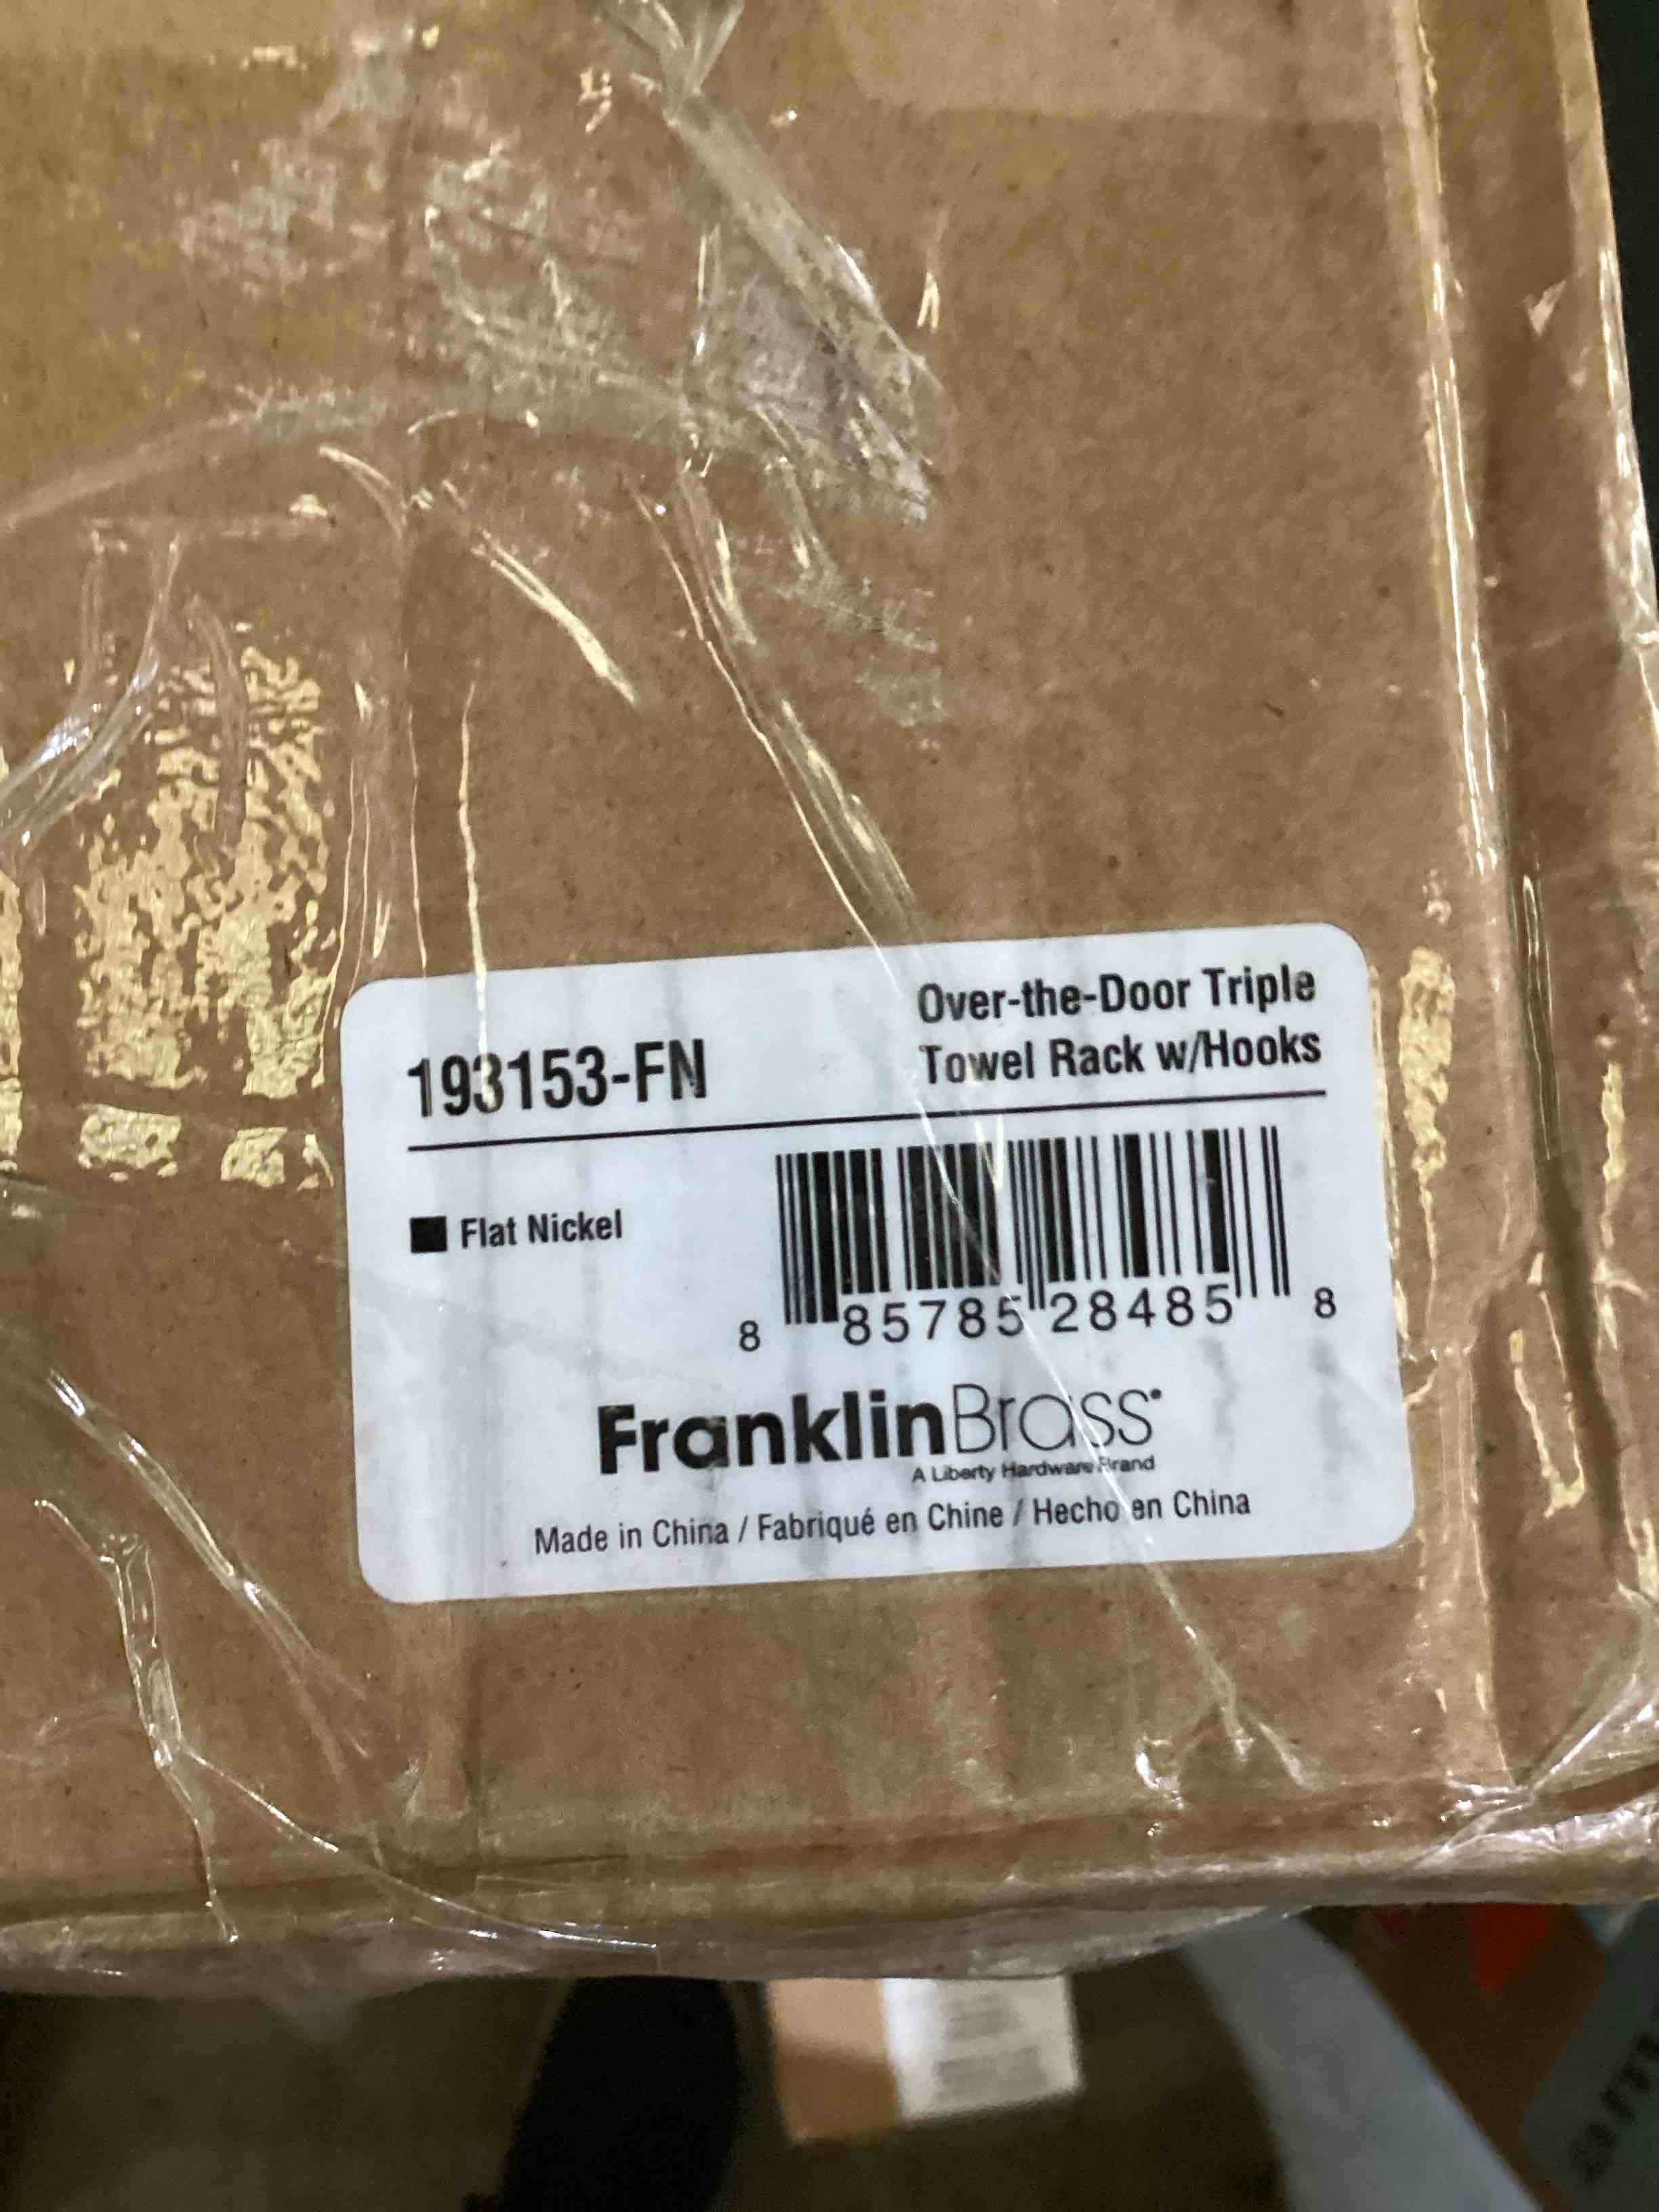 193153-FN
Over-the-Door Triple
Towel Rack w/Hooks
Flat Nickel
8 85785 28485 8
FranklinBrass
A Liberty Hardware Brand
Made in China / Fabriqué en Chine / Hecho en China